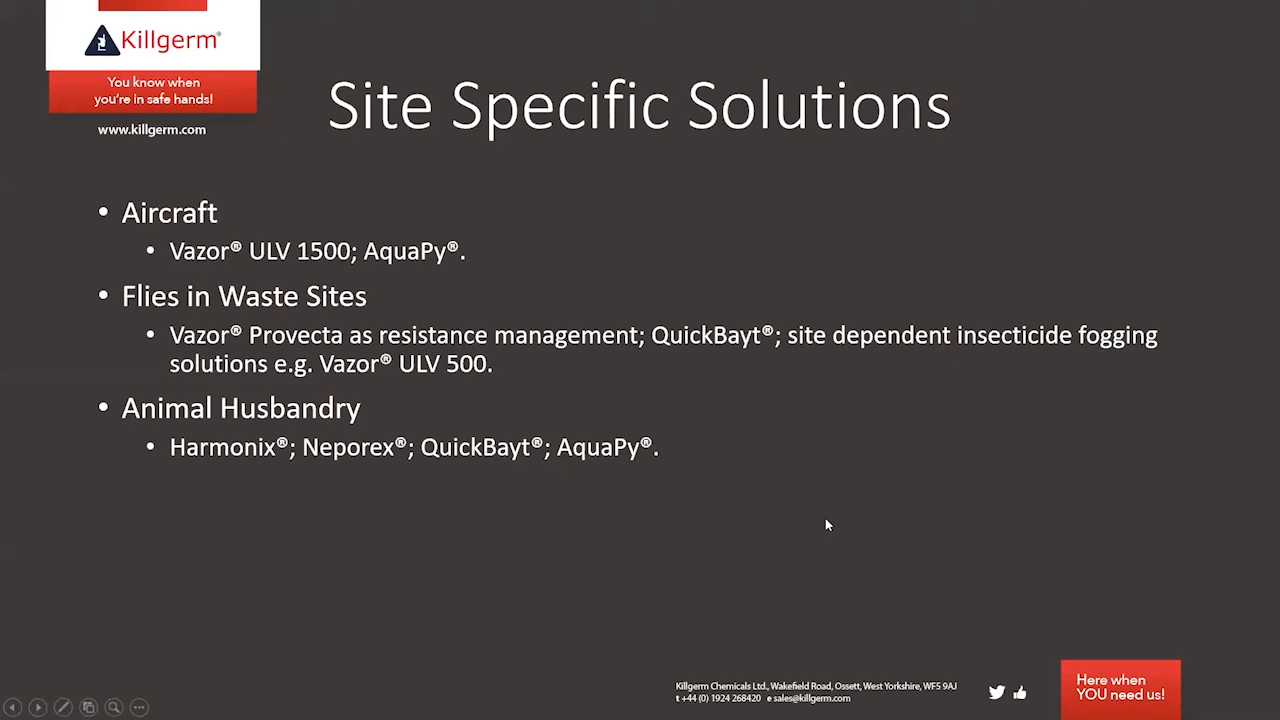 Killgerm®
You know when
you're in safe hands!
www.killgerm.com
Site Specific Solutions
• Aircraft
• Vazor® ULV 1500; AquaPy®.
• Flies in Waste Sites
• Vazor® Provecta as resistance management; QuickBayt®; site dependent insecticide fogging
solutions e.g. Vazor® ULV 500.
• Animal Husbandry
• Harmonix®; Neporex®; QuickBayt®; AquaPy®.
Killgerm Chemicals Ltd., Wakefield Road, Ossett, West Yorkshire, WF5 9AJ
t +44 (0) 1924 268420 e sales@killgerm.com
Here when
YOU need us!